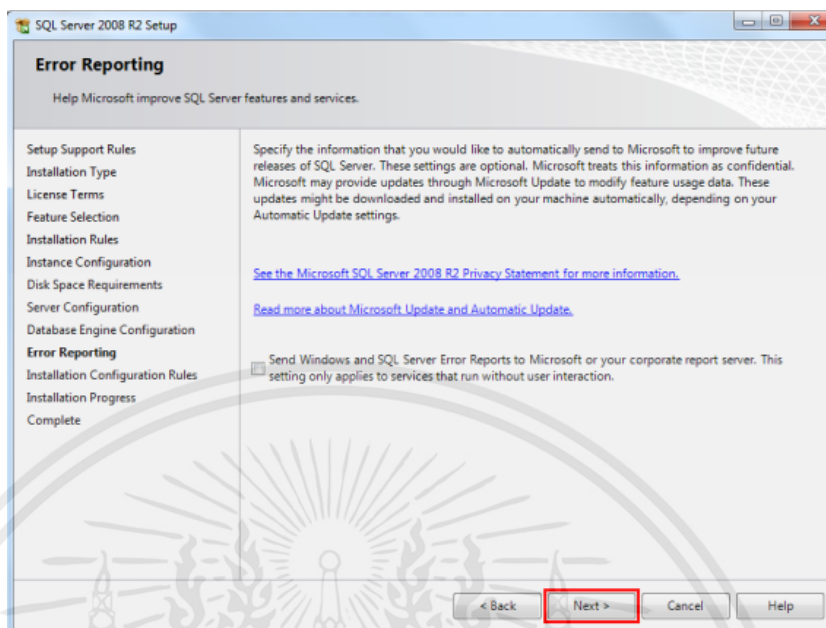 SQL Server 2008 R2 Setup
Error Reporting
Help Microsoft improve SQL Server features and services.
Setup Support Rules
Installation Type
License Terms
Feature Selection
Installation Rules
Instance Configuration
Disk Space Requirements
Server Configuration
Database Engine Configuration
Error Reporting
Installation Configuration Rules
Installation Progress
Complete
Specify the information that you would like to automatically send to Microsoft to improve future
releases of SQL Server. These settings are optional. Microsoft treats this information as confidential.
Microsoft may provide updates through Microsoft Update to modify feature usage data. These
updates might be downloaded and installed on your machine automatically, depending on your
Automatic Update settings.
See the Microsoft SQL Server 2008 R2 Privacy Statement for more information.
Read more about Microsoft Update and Automatic Update.
Send Windows and SQL Server Error Reports to Microsoft or your corporate report server. This
setting only applies to services that run without user interaction.
< Back
Next >
Cancel
Help